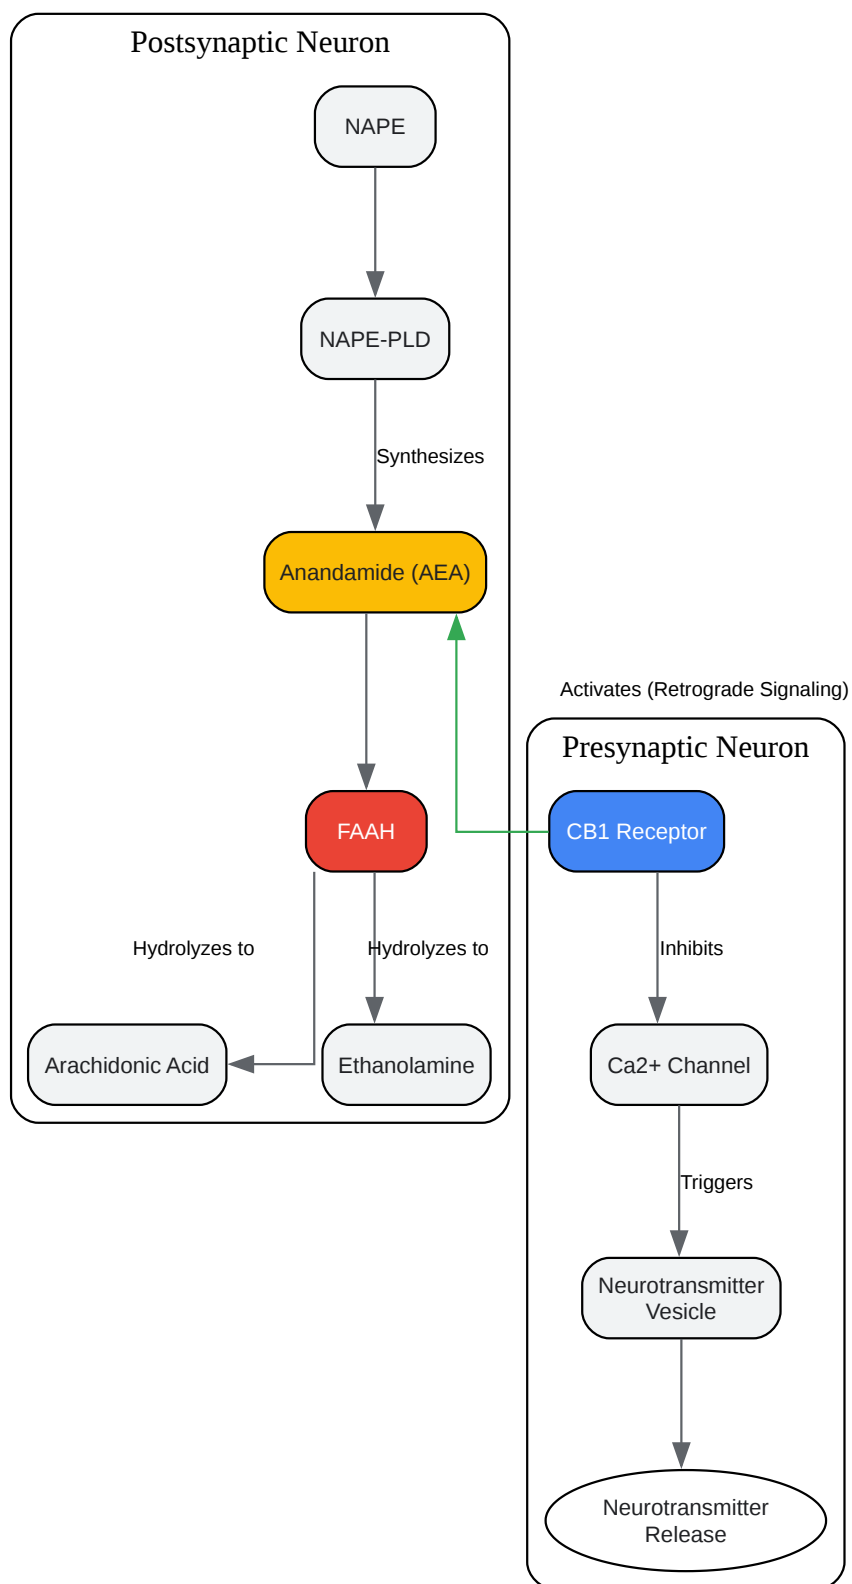 Postsynaptic Neuron
NAPE
NAPE-PLD
Synthesizes
Anandamide (AEA)
Activates (Retrograde Signaling)
Presynaptic Neuron
FAAH
CB1 Receptor
Hydrolyzes to
Hydrolyzes to
Inhibits
Arachidonic Acid
Ethanolamine
Ca2+ Channel
Triggers
Neurotransmitter
Vesicle
Neurotransmitter
Release